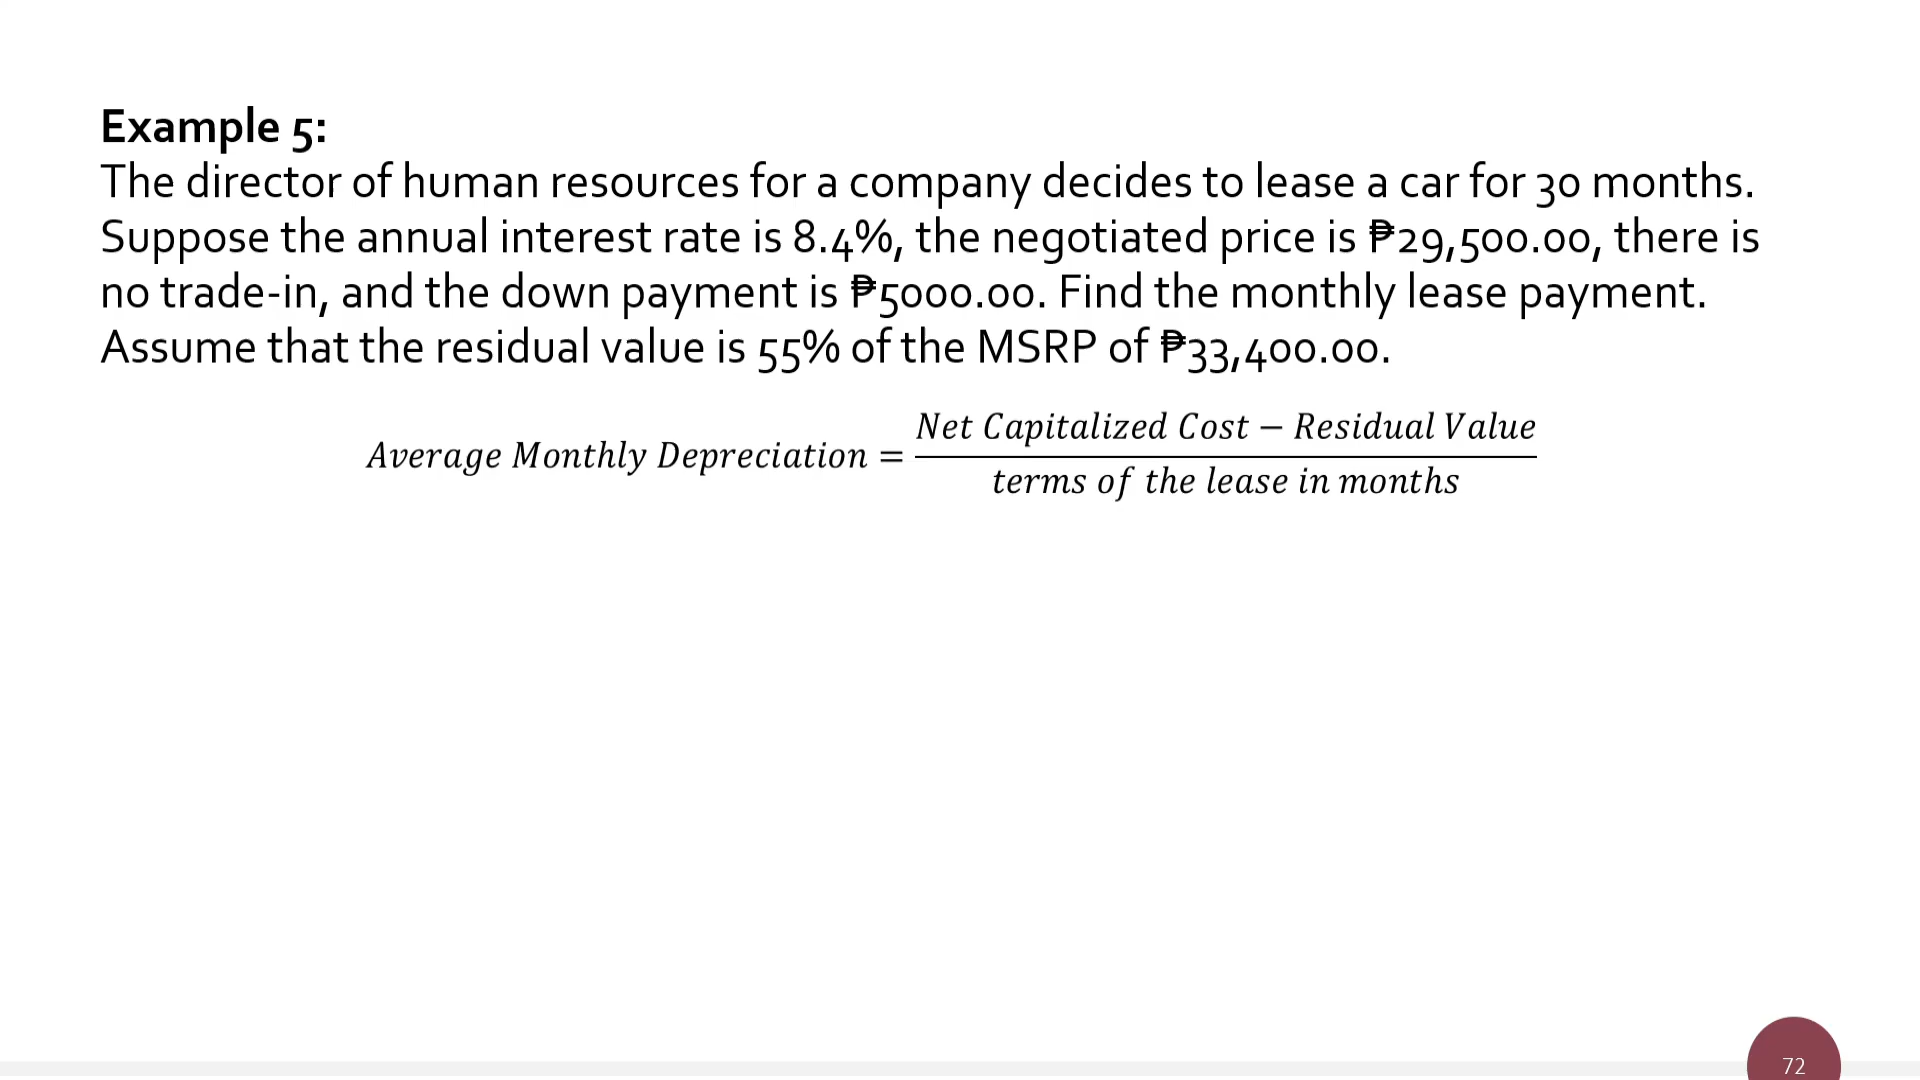 Example 5:
The director of human resources for a company decides to lease a car for 30 months.
Suppose the annual interest rate is 8.4%, the negotiated price is ₱29,500.00, there is
no trade-in, and the down payment is ₱5000.00. Find the monthly lease payment.
Assume that the residual value is 55% of the MSRP of ₱33,400.00.
Net Capitalized Cost − Residual Value
Average Monthly Depreciation =
terms of the lease in months
72